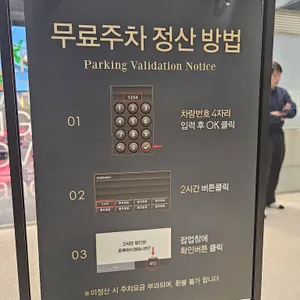 무료주차 정산 방법
Parking Validation Notice
1234
01
차량번호 4자리
입력 후 OK 클릭
02
2시간 버튼클릭
03
팝업창에
확인버튼 클릭
확인
※ 미정산 시 주차요금 부과되며, 환불 불가 합니다